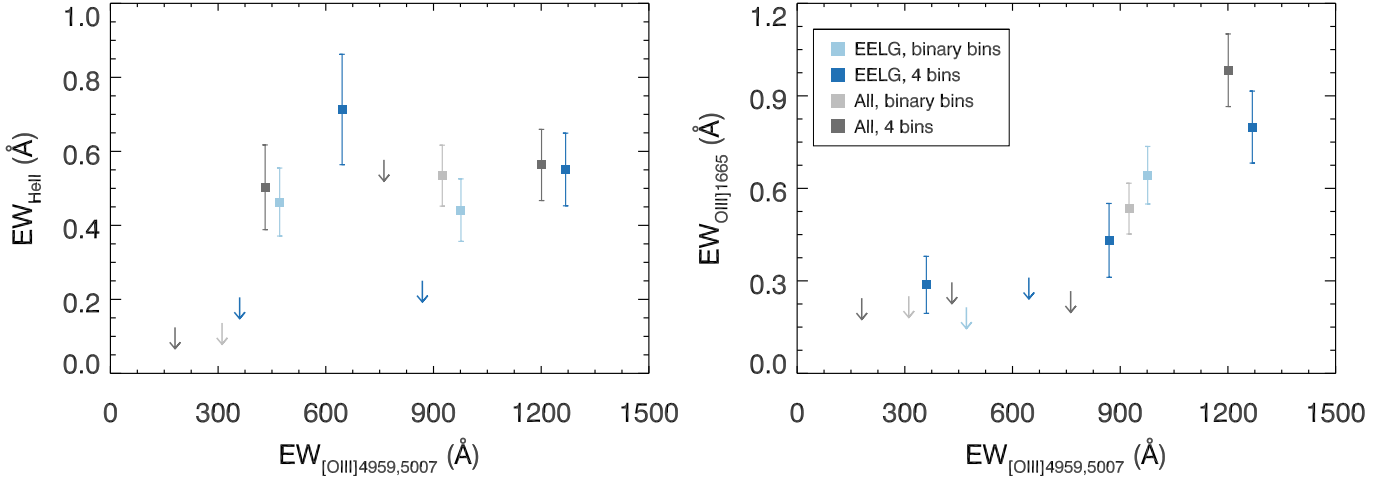 1.0
0.8
0.6
0.4
0.2
0.0
EW_HeII (Å)
0 300 600 900 1200 1500
EW_[OIII]4959,5007 (Å)
1.2
0.9
0.6
0.3
0.0
EW_OIII]1665 (Å)
EELG, binary bins
EELG, 4 bins
All, binary bins
All, 4 bins
0 300 600 900 1200 1500
EW_[OIII]4959,5007 (Å)